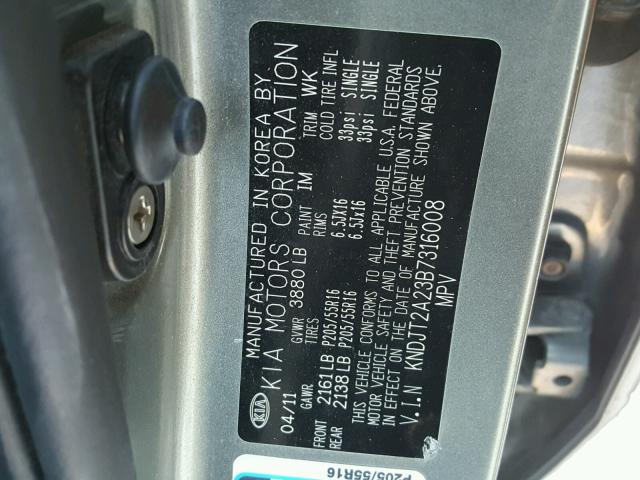 MANUFACTURED IN KOREA BY.
KIA KIA MOTORS CORPORATION
04/11 GVWR 3880 LB PAINT IM TRIM WK
GAWR TIRES RIMS COLD TIRE INFL
FRONT 2161 LB P205/55R16 6.5Jx16 33psi SINGLE
REAR 2138 LB P205/55R16 6.5Jx16 33psi SINGLE
THIS VEHICLE CONFORMS TO ALL APPLICABLE U.S.A. FEDERAL
MOTOR VEHICLE SAFETY AND THEFT PREVENTION STANDARDS
IN EFFECT ON THE DATE OF MANUFACTURE SHOWN ABOVE.
V.I.N KNDJT2A23B7316008
MPV
P205/55R16